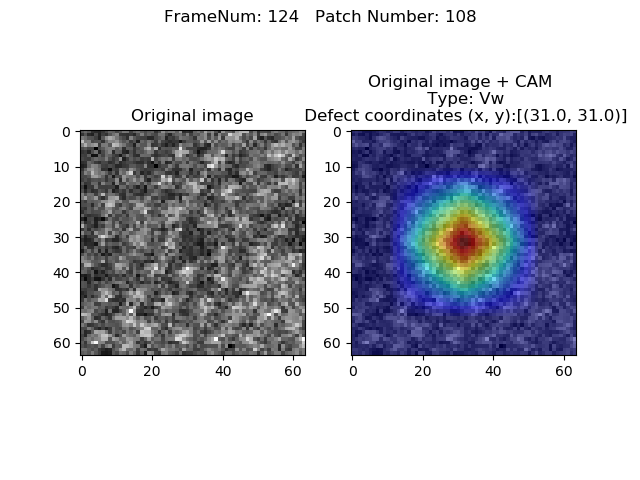 FrameNum: 124   Patch Number: 108
Original image
0
10
20
30
40
50
60
0 20 40 60
Original image + CAM
Type: Vw
Defect coordinates (x, y):[(31.0, 31.0)]
0
10
20
30
40
50
60
0 20 40 60